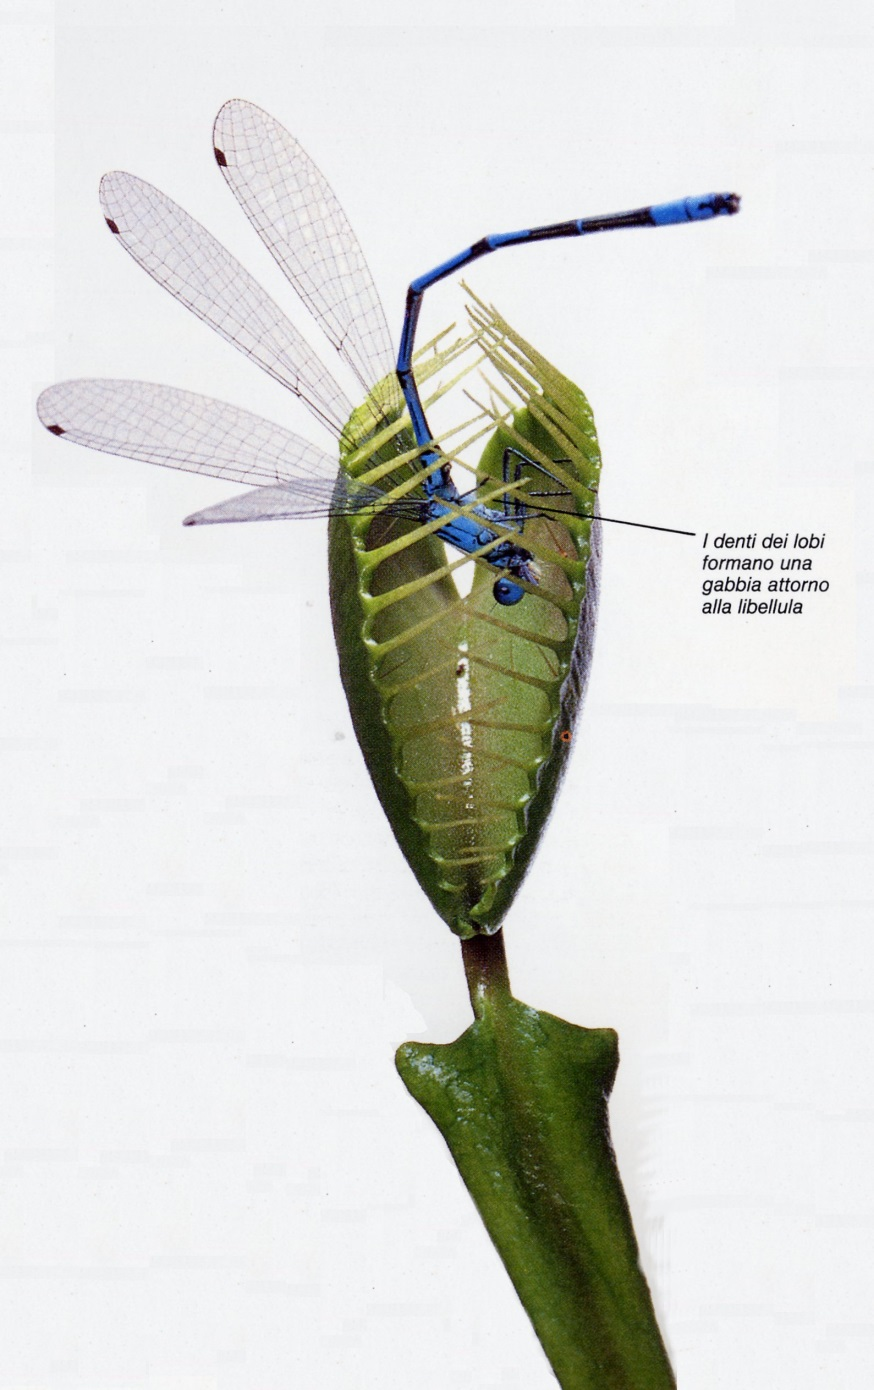 I denti dei lobi
formano una
gabbia attorno
alla libellula